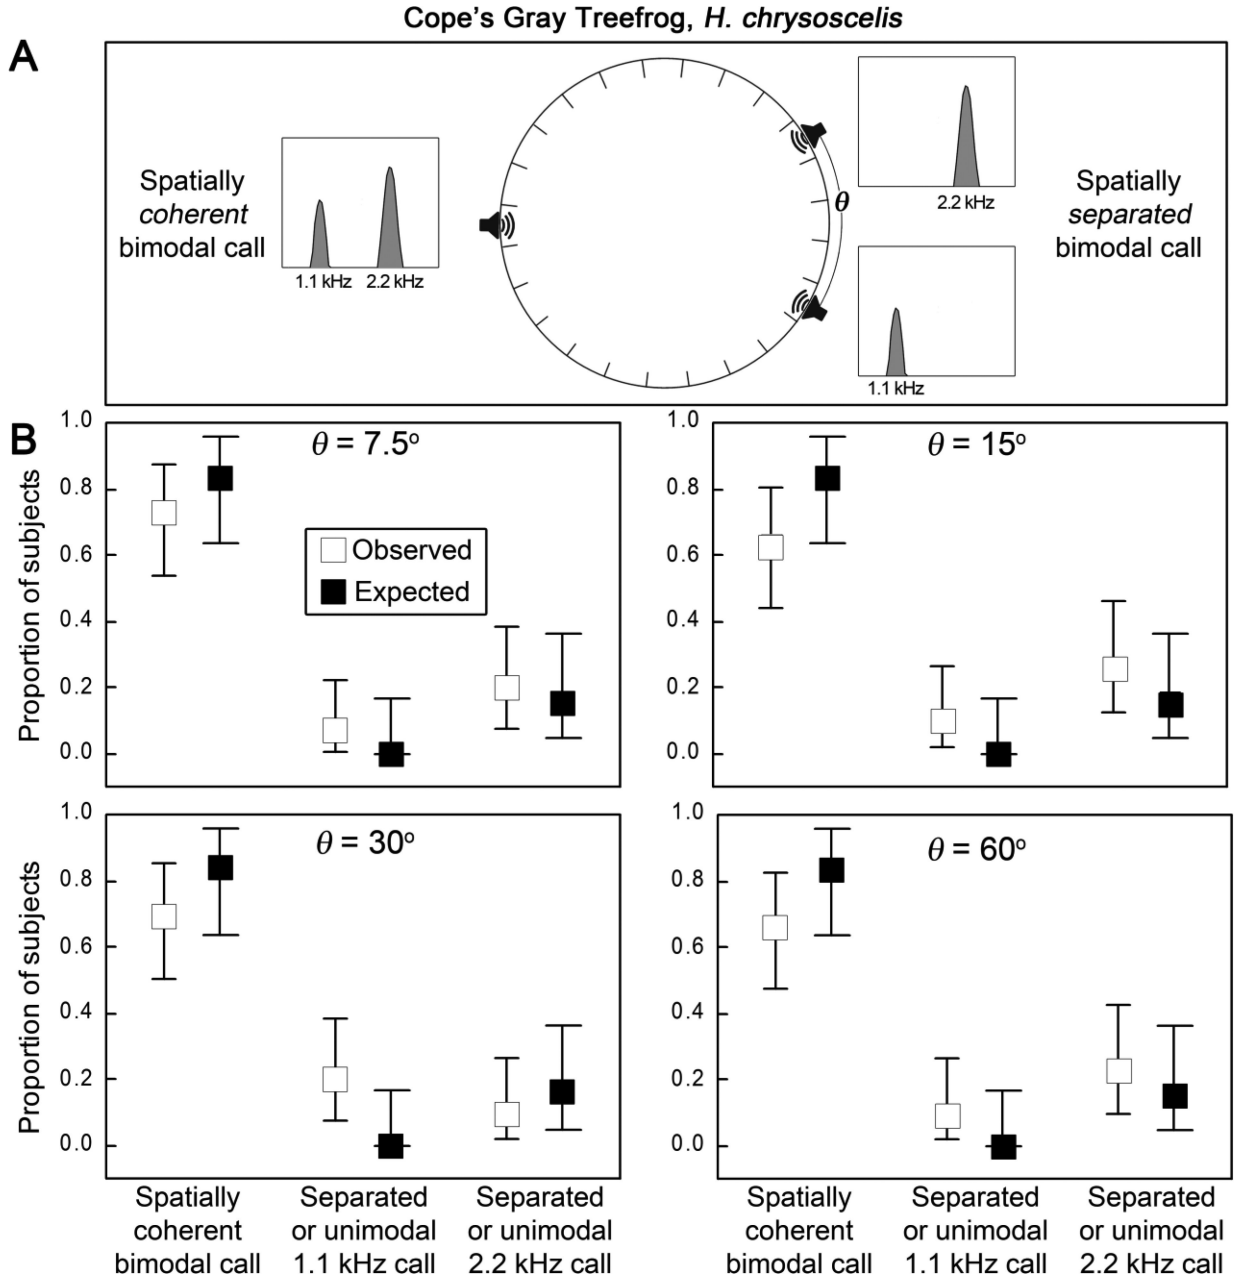 Cope's Gray Treefrog, H. chrysoscelis
A
Spatially
coherent
bimodal call
1.1 kHz 2.2 kHz
θ
2.2 kHz
1.1 kHz
Spatially
separated
bimodal call
B
Proportion of subjects
1.0
0.8
0.6
0.4
0.2
0.0
θ = 7.5o
Observed
Expected
1.0
0.8
0.6
0.4
0.2
0.0
θ = 15o
Proportion of subjects
1.0
0.8
0.6
0.4
0.2
0.0
θ = 30o
1.0
0.8
0.6
0.4
0.2
0.0
θ = 60o
Spatially
coherent
bimodal call
Separated
or unimodal
1.1 kHz call
Separated
or unimodal
2.2 kHz call
Spatially
coherent
bimodal call
Separated
or unimodal
1.1 kHz call
Separated
or unimodal
2.2 kHz call